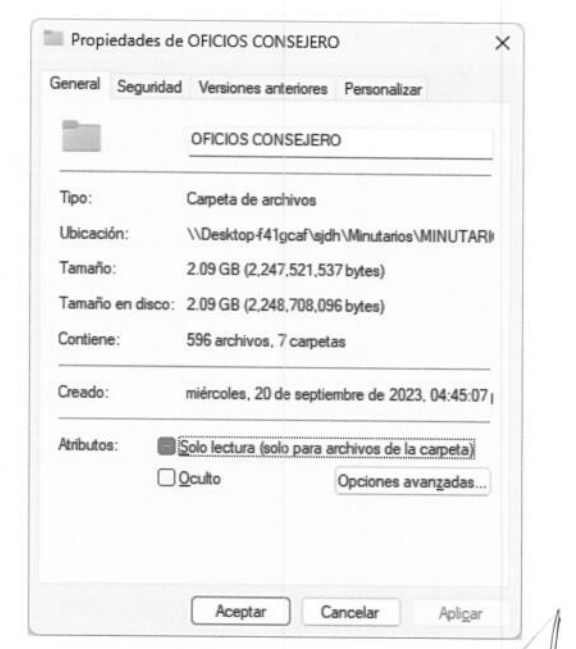 Propiedades de OFICIOS CONSEJERO
General Seguridad Versiones anteriores Personalizar
OFICIOS CONSEJERO
Tipo: Carpeta de archivos
Ubicación: \\Desktop-f41gcaf\sjdh\Minutarios\MINUTARI
Tamaño: 2.09 GB (2,247,521,537 bytes)
Tamaño en disco: 2.09 GB (2,248,708,096 bytes)
Contiene: 596 archivos, 7 carpetas
Creado: miércoles, 20 de septiembre de 2023, 04:45:07 p
Atributos: Solo lectura (solo para archivos de la carpeta)
Oculto Opciones avanzadas...
Aceptar Cancelar Aplicar